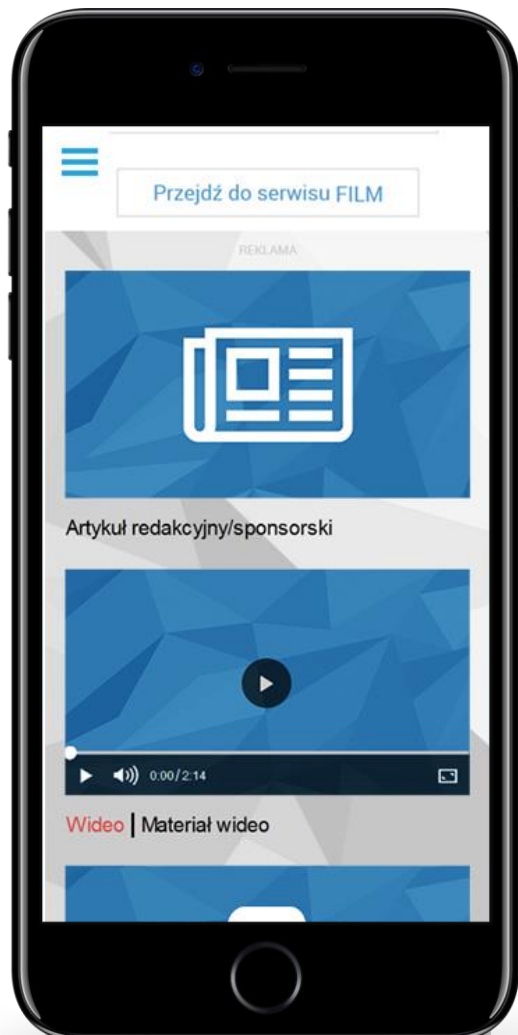 Przejdź do serwisu FILM
REKLAMA
Artykuł redakcyjny/sponsorski
0:00/2:14
Wideo | Materiał wideo